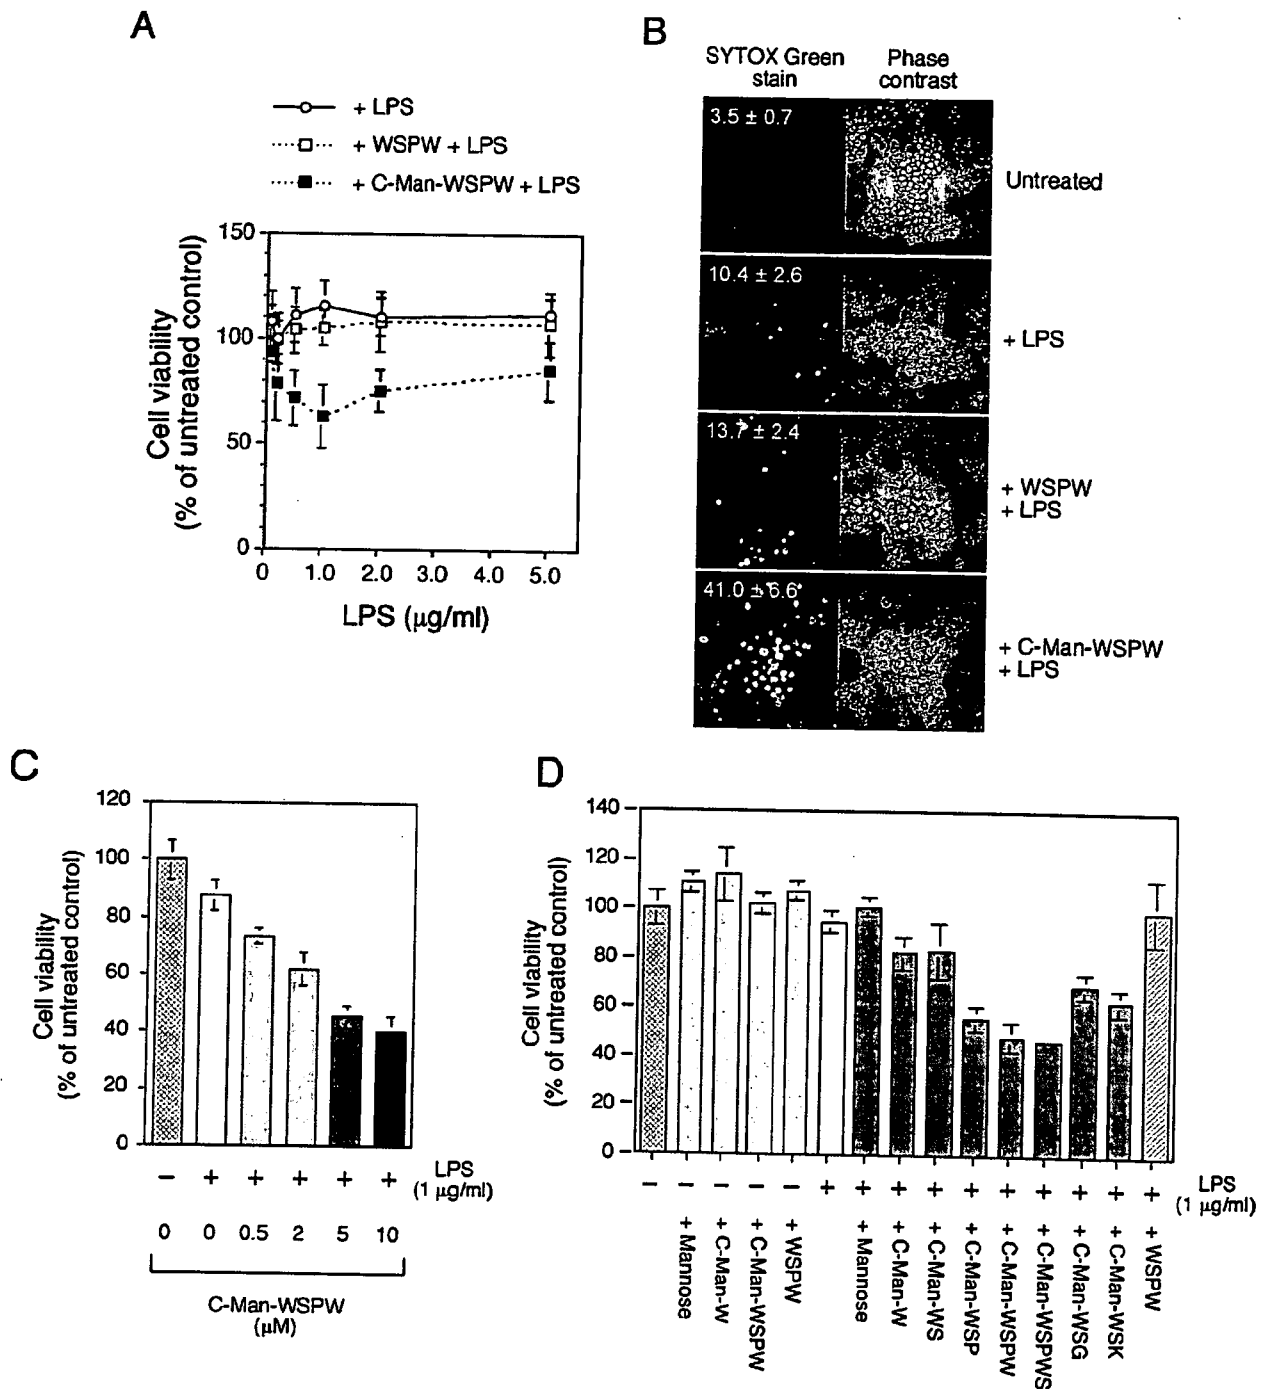 A
+ LPS
+ WSPW + LPS
+ C-Man-WSPW + LPS
Cell viability
(% of untreated control)
150
100
50
0
0 1.0 2.0 3.0 4.0 5.0
LPS (μg/ml)
B
SYTOX Green stain
Phase contrast
3.5 ± 0.7
Untreated
10.4 ± 2.6
+ LPS
13.7 ± 2.4
+ WSPW
+ LPS
41.0 ± 6.6
+ C-Man-WSPW
+ LPS
C
Cell viability
(% of untreated control)
120
100
80
60
40
20
0
− + + + + + LPS
(1 μg/ml)
0 0 0.5 2 5 10
C-Man-WSPW
(μM)
D
Cell viability
(% of untreated control)
140
120
100
80
60
40
20
0
− − − − − + + + + + + + + + + LPS
(1 μg/ml)
+ Mannose
+ C-Man-W
+ C-Man-WSPW
+ WSPW
+ Mannose
+ C-Man-W
+ C-Man-WS
+ C-Man-WSP
+ C-Man-WSPW
+ C-Man-WSPWS
+ C-Man-WSG
+ C-Man-WSK
+ WSPW